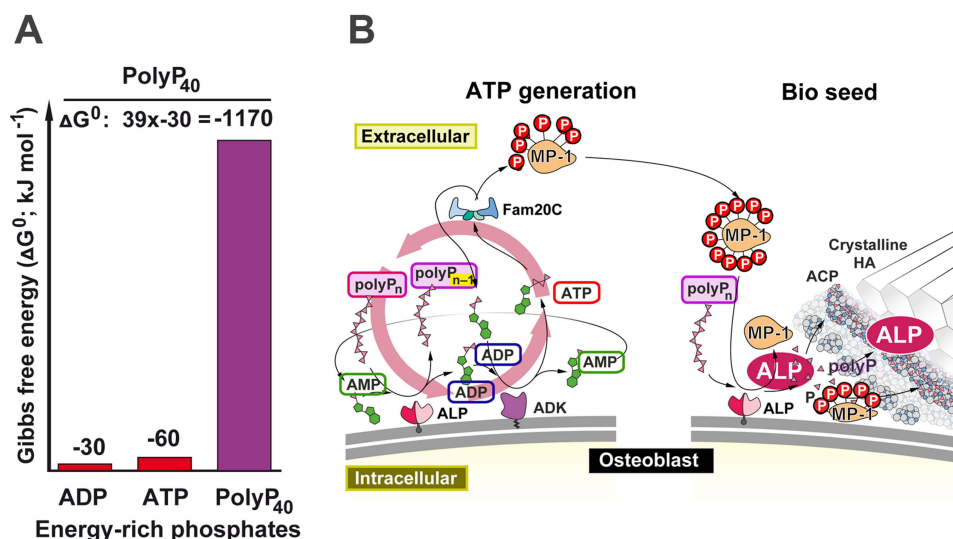 A
PolyP40
ΔG⁰: 39x-30 = -1170
Gibbs free energy (ΔG⁰; kJ mol⁻¹)
-30
-60
ADP
ATP
PolyP40
Energy-rich phosphates
B
ATP generation
Bio seed
Extracellular
P
P
P
P
P
P
MP-1
Fam20C
polyPn
polyPn–1
ATP
ADP
AMP
ADP
AMP
ALP
ADK
P
P
P
P
P
P
P
P
P
P
P
MP-1
polyPn
Crystalline
HA
ACP
MP-1
ALP
ALP
polyP
P
P
P
P
P
P
P
MP-1
ALP
Osteoblast
Intracellular